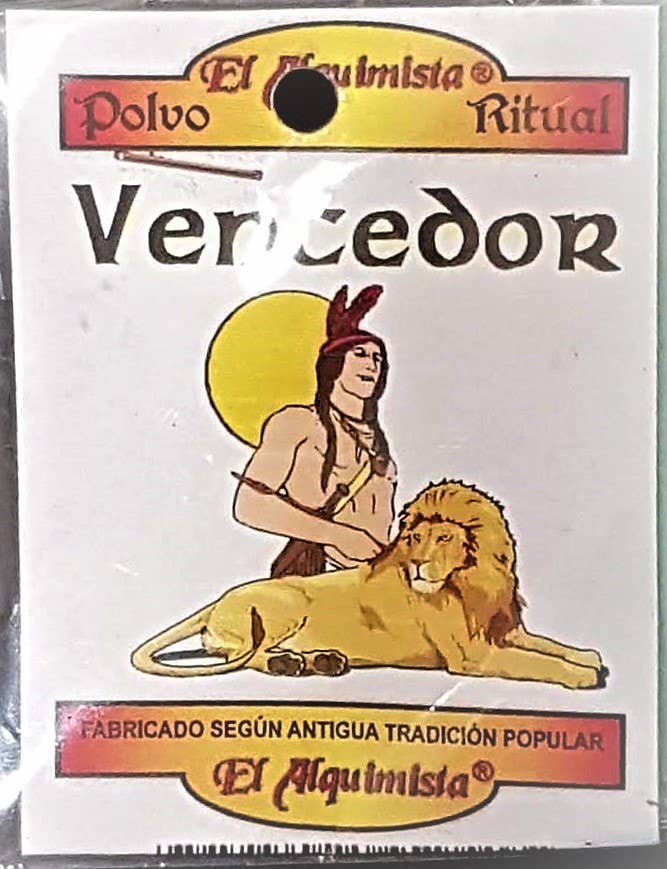 El Alquimista®
Polvo Ritual
Vencedor
FABRICADO SEGÚN ANTIGUA TRADICIÓN POPULAR
El Alquimista®